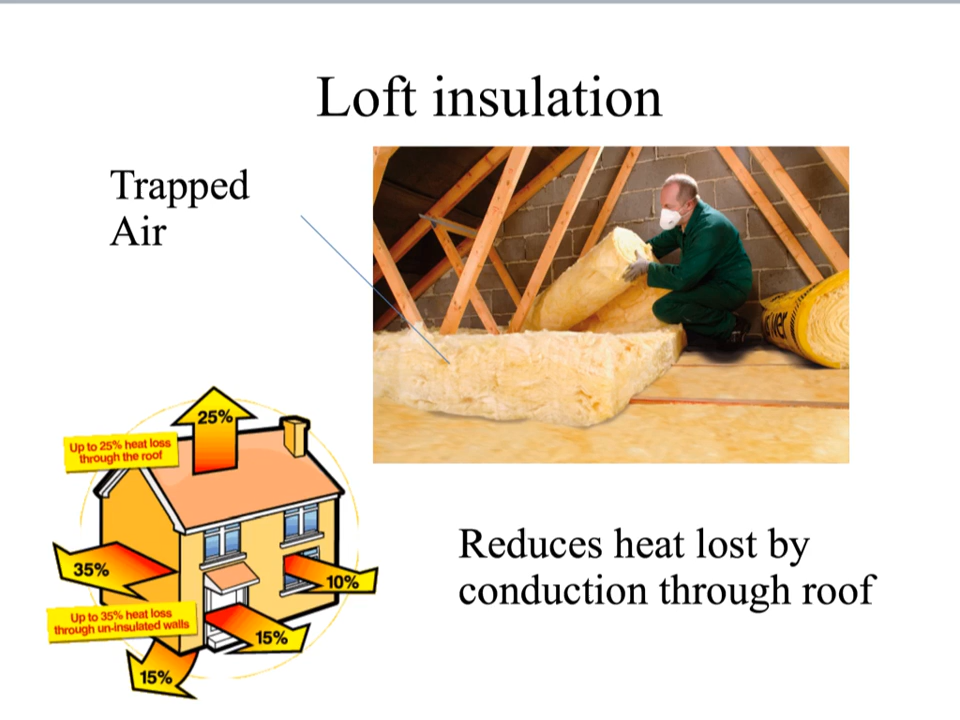 Loft insulation
Trapped
Air
25%
Up to 25% heat loss
through the roof
35%
10%
Up to 35% heat loss
through un-insulated walls
15%
15%
Reduces heat lost by
conduction through roof